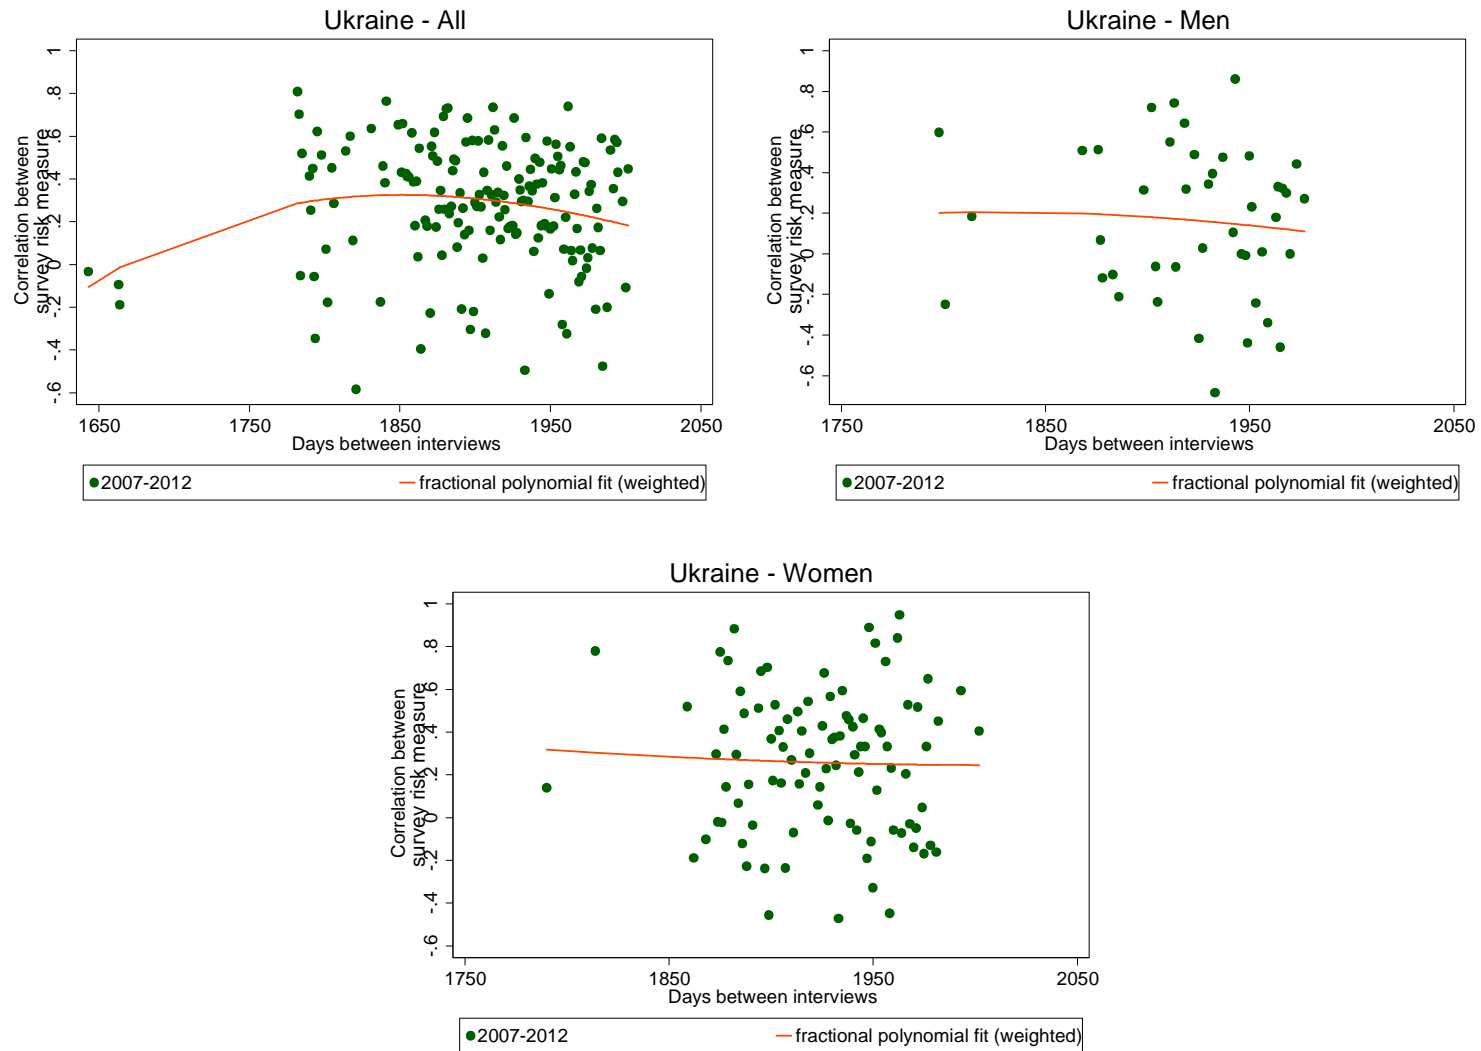 Ukraine - All
Correlation between
survey risk measure
1
.8
.6
.4
.2
0
-.2
-.4
-.6
1650 1750 1850 1950 2050
Days between interviews
2007-2012 fractional polynomial fit (weighted)
Ukraine - Men
Correlation between
survey risk measure
1
.8
.6
.4
.2
0
-.2
-.4
-.6
1750 1850 1950 2050
Days between interviews
2007-2012 fractional polynomial fit (weighted)
Ukraine - Women
Correlation between
survey risk measure
1
.8
.6
.4
.2
0
-.2
-.4
-.6
1750 1850 1950 2050
Days between interviews
2007-2012 fractional polynomial fit (weighted)